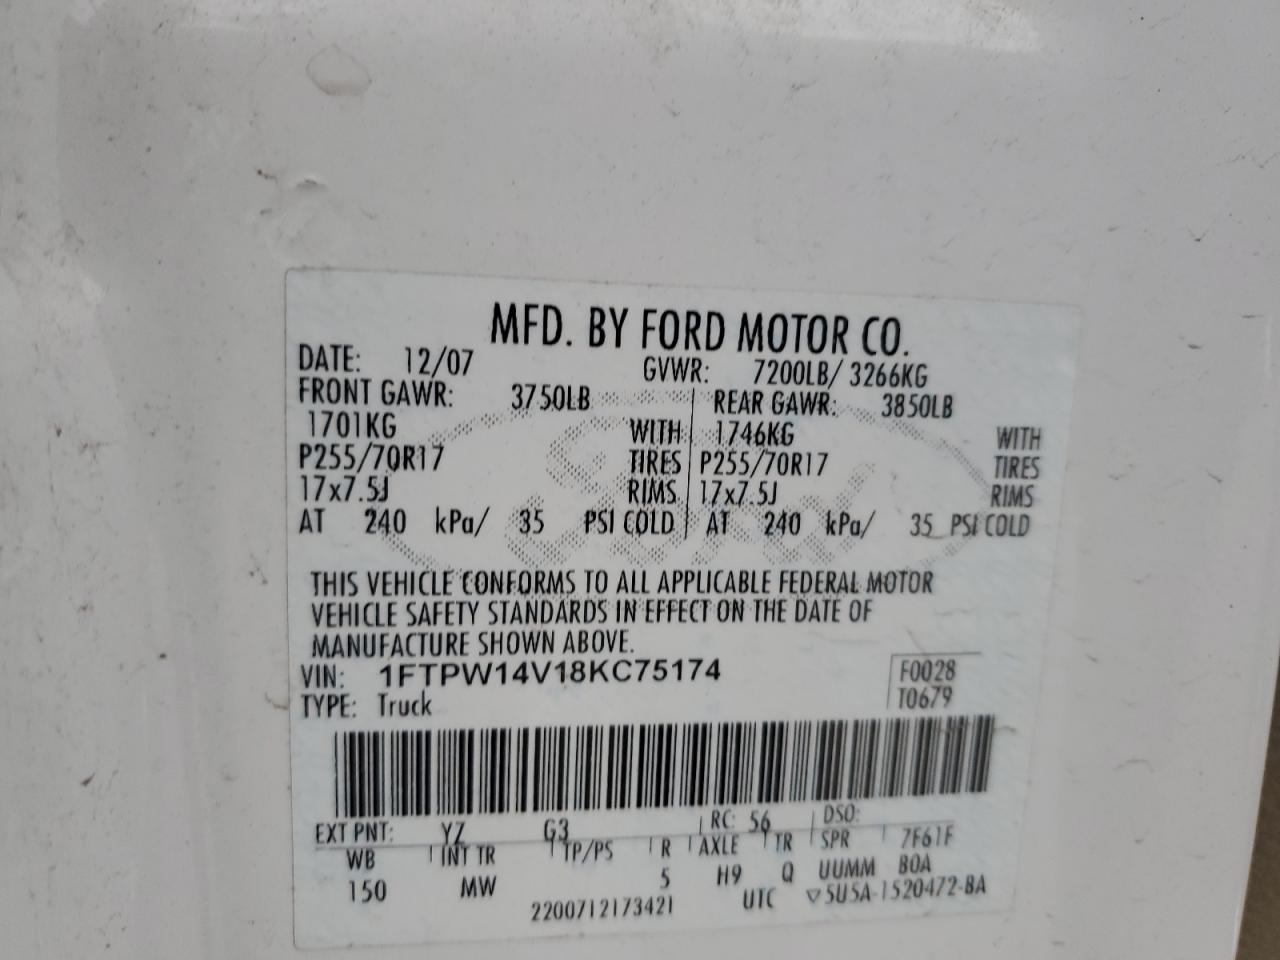 MFD. BY FORD MOTOR CO.
DATE: 12/07 GVWR: 7200LB/ 3266KG
FRONT GAWR: 3750LB REAR GAWR: 3850LB
1701KG WITH 1746KG WITH
P255/70R17 TIRES P255/70R17 TIRES
17x7.5J RIMS 17x7.5J RIMS
AT 240 kPa/ 35 PSI COLD AT 240 kPa/ 35 PSI COLD
THIS VEHICLE CONFORMS TO ALL APPLICABLE FEDERAL MOTOR
VEHICLE SAFETY STANDARDS IN EFFECT ON THE DATE OF
MANUFACTURE SHOWN ABOVE.
VIN: 1FTPW14V18KC75174 F0028
TYPE: Truck T0679
EXT PNT: YZ G3 RC: 56 DSO:
WB INT TR TP/PS R AXLE TR SPR 7F61F
150 MW 5 H9 Q UUMM BOA
2200712173421 UTC ▽5U5A-1520472-BA